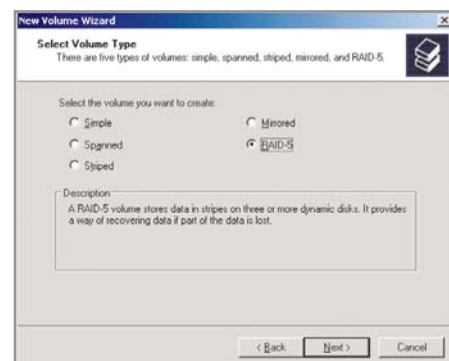 New Volume Wizard
Select Volume Type
There are five types of volumes: simple, spanned, striped, mirrored, and RAID-5.
Select the volume you want to create:
Simple
Mirrored
Spanned
RAID-5
Striped
Description
A RAID-5 volume stores data in stripes on three or more dynamic disks. It provides
a way of recovering data if part of the data is lost.
< Back
Next >
Cancel